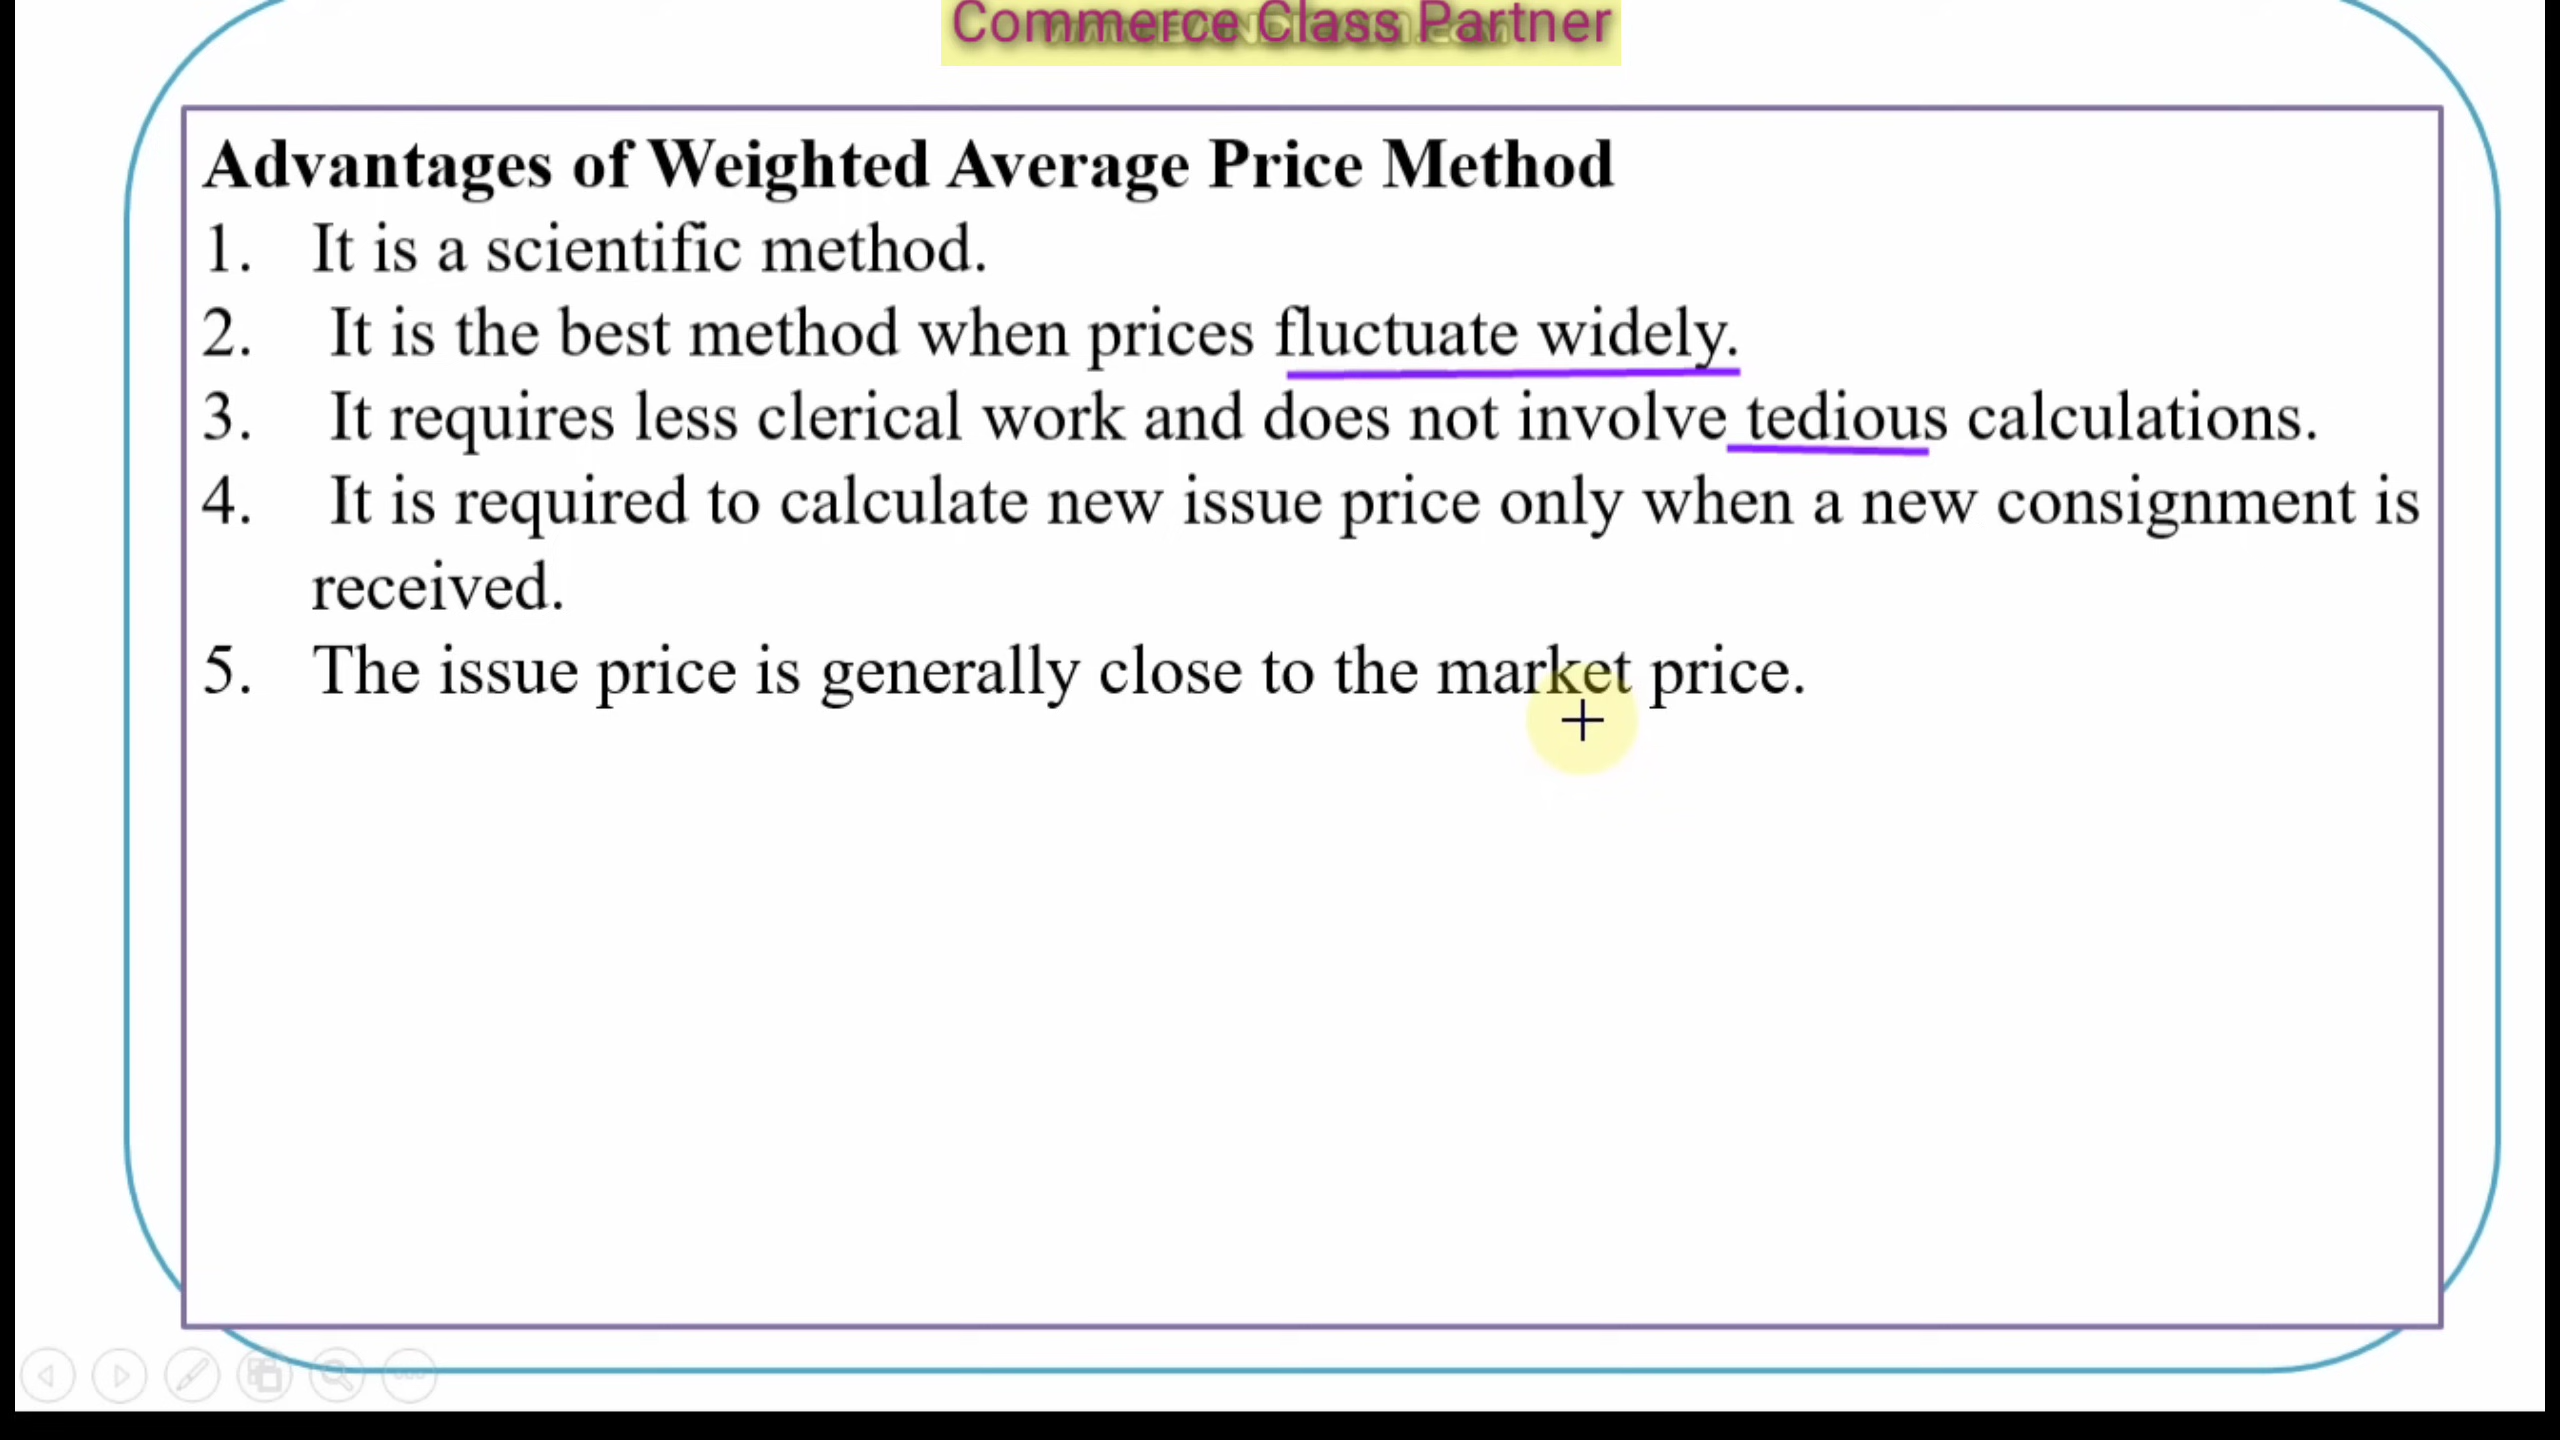 Commerce Class Partner
Advantages of Weighted Average Price Method
1. It is a scientific method.
2. It is the best method when prices fluctuate widely.
3. It requires less clerical work and does not involve tedious calculations.
4. It is required to calculate new issue price only when a new consignment is
received.
5. The issue price is generally close to the market price.